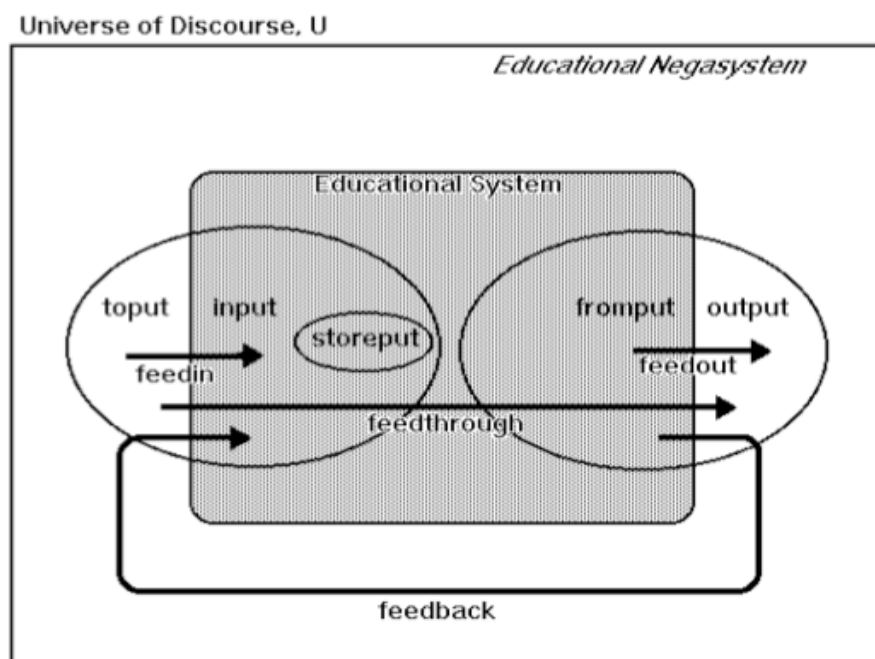 Universe of Discourse, U
Educational Negasystem
Educational System
toput input fromput output
storeput
feedin feedout
feedthrough
feedback